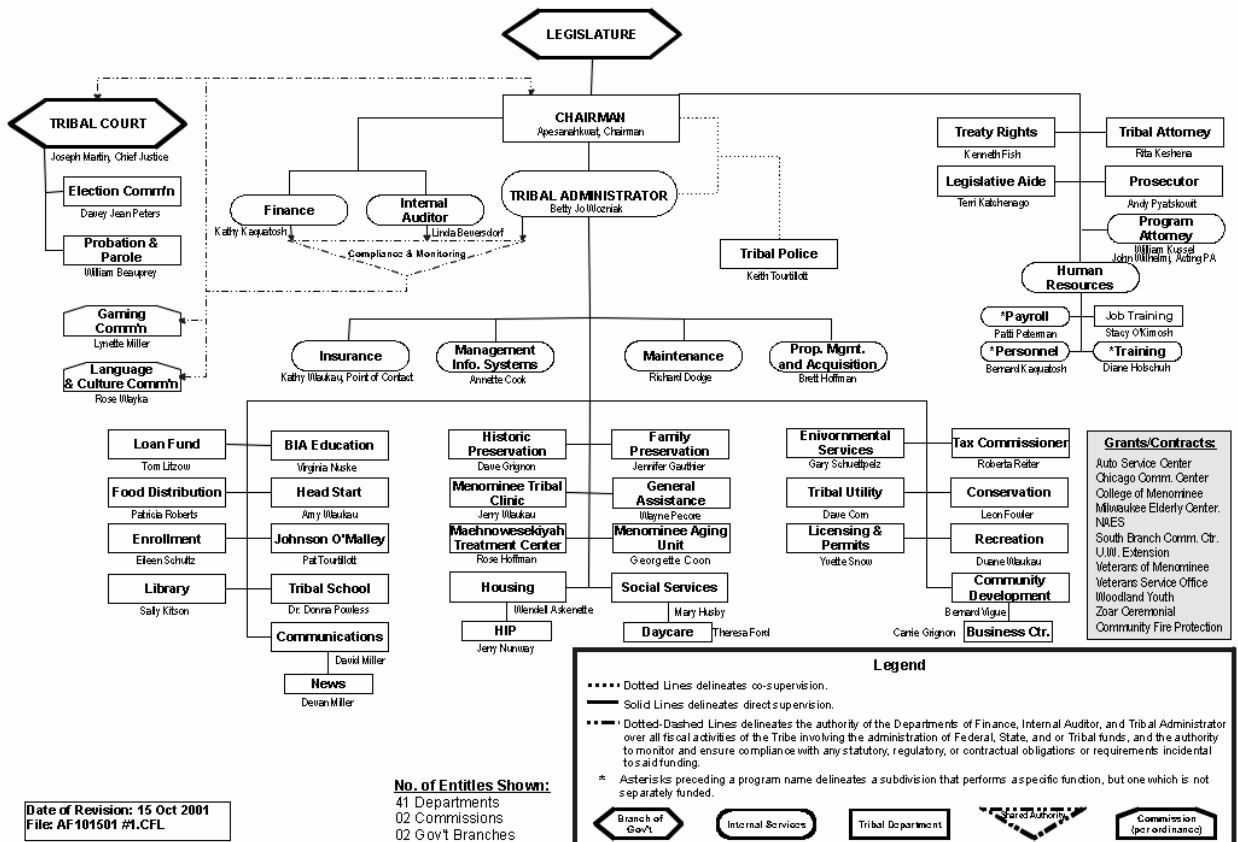 LEGISLATURE
TRIBAL COURT
Joseph Martin, Chief Justice
Election Comm'n
Davey Jean Peters
Probation &
Parole
William Beauprey
Gaming
Comm'n
Lynette Miller
Language
& Culture Comm'n
Rose Wayka
CHAIRMAN
Apesanahkwat, Chairman
Finance
Kathy Kaquatosh
Internal
Auditor
Linda Beversdorf
TRIBAL ADMINISTRATOR
Betty Jo Wozniak
Compliance & Monitoring
Tribal Police
Keith Tourtillott
Treaty Rights
Kenneth Fish
Tribal Attorney
Rita Keshena
Legislative Aide
Terri Katchenago
Prosecutor
Andy Pyatskowit
Program
Attorney
William Kussel
John Wilhelmi, Acting PA
Human
Resources
*Payroll
Patti Peterman
Job Training
Stacy O'Kimosh
*Personnel
Bernard Kaquatosh
*Training
Diane Holschuh
Insurance
Kathy Waukau, Point of Contact
Management
Info. Systems
Annette Cook
Maintenance
Richard Dodge
Prop. Mgmt.
and Acquisition
Brett Hoffman
Loan Fund
Tom Litzow
BIA Education
Virginia Nuske
Food Distribution
Patricia Roberts
Head Start
Amy Waukau
Enrollment
Eileen Schultz
Johnson O'Malley
Pat Tourtillott
Library
Sally Kitson
Tribal School
Dr. Donna Powless
Communications
David Miller
News
Devan Miller
Historic
Preservation
Dave Grignon
Family
Preservation
Jennifer Gauthier
Menominee Tribal
Clinic
Jerry Waukau
General
Assistance
Wayne Pecore
Maehnowesekiyah
Treatment Center
Rose Hoffman
Menominee Aging
Unit
Georgette Coon
Housing
Wendell Askenette
Social Services
Mary Husby
HIP
Jerry Nunway
Daycare
Theresa Ford
Enivornmental
Services
Gary Schuettpelz
Tax Commissioner
Roberta Reiter
Tribal Utility
Dave Corn
Conservation
Leon Fowler
Licensing &
Permits
Yvette Snow
Recreation
Duane Waukau
Community
Development
Bernard Vigue
Carrie Grignon
Business Ctr.
Grants/Contracts:
Auto Service Center
Chicago Comm. Center
College of Menominee
Milwaukee Elderly Center.
NAES
South Branch Comm. Ctr.
U.W. Extension
Veterans of Menominee
Veterans Service Office
Woodland Youth
Zoar Ceremonial
Community Fire Protection
Legend
Dotted Lines delineates co-supervision.
Solid Lines delineates direct supervision.
Dotted-Dashed Lines delineates the authority of the Departments of Finance, Internal Auditor, and Tribal Administrator
over all fiscal activities of the Tribe involving the administration of Federal, State, and or Tribal funds, and the authority
to monitor and ensure compliance with any statutory, regulatory, or contractual obligations or requirements incidental
to said funding.
* Asterisks preceding a program name delineates a subdivision that performs a specific function, but one which is not
separately funded.
Branch of
Gov't
Internal Services
Tribal Department
Shared Authority
Commission
(per ordinance)
No. of Entitles Shown:
41 Departments
02 Commissions
02 Gov't Branches
Date of Revision: 15 Oct 2001
File: AF101501 #1.CFL